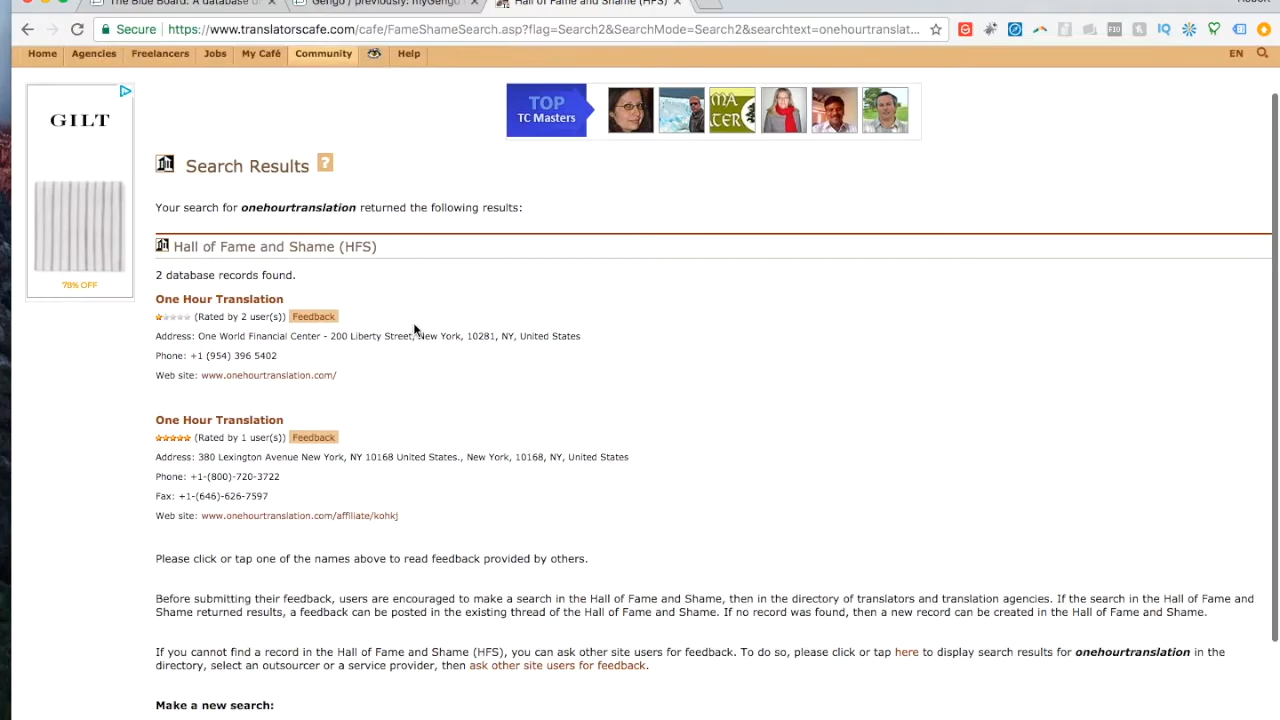 The Blue Board: A database o
Gengo / previously: myGengo
Hall of Fame and Shame (HFS)
Secure
https://www.translatorscafe.com/cafe/FameShameSearch.asp?flag=Search2&SearchMode=Search2&searchtext=onehourtranslat...
Home Agencies Freelancers Jobs My Café Community Help EN
GILT
78% OFF
TOP
TC Masters
Search Results ?
Your search for onehourtranslation returned the following results:
Hall of Fame and Shame (HFS)
2 database records found.
One Hour Translation
(Rated by 2 user(s)) Feedback
Address: One World Financial Center - 200 Liberty Street, New York, 10281, NY, United States
Phone: +1 (954) 396 5402
Web site: www.onehourtranslation.com/
One Hour Translation
(Rated by 1 user(s)) Feedback
Address: 380 Lexington Avenue New York, NY 10168 United States., New York, 10168, NY, United States
Phone: +1-(800)-720-3722
Fax: +1-(646)-626-7597
Web site: www.onehourtranslation.com/affiliate/kohkj
Please click or tap one of the names above to read feedback provided by others.
Before submitting their feedback, users are encouraged to make a search in the Hall of Fame and Shame, then in the directory of translators and translation agencies. If the search in the Hall of Fame and
Shame returned results, a feedback can be posted in the existing thread of the Hall of Fame and Shame. If no record was found, then a new record can be created in the Hall of Fame and Shame.
If you cannot find a record in the Hall of Fame and Shame (HFS), you can ask other site users for feedback. To do so, please click or tap here to display search results for onehourtranslation in the
directory, select an outsourcer or a service provider, then ask other site users for feedback.
Make a new search: